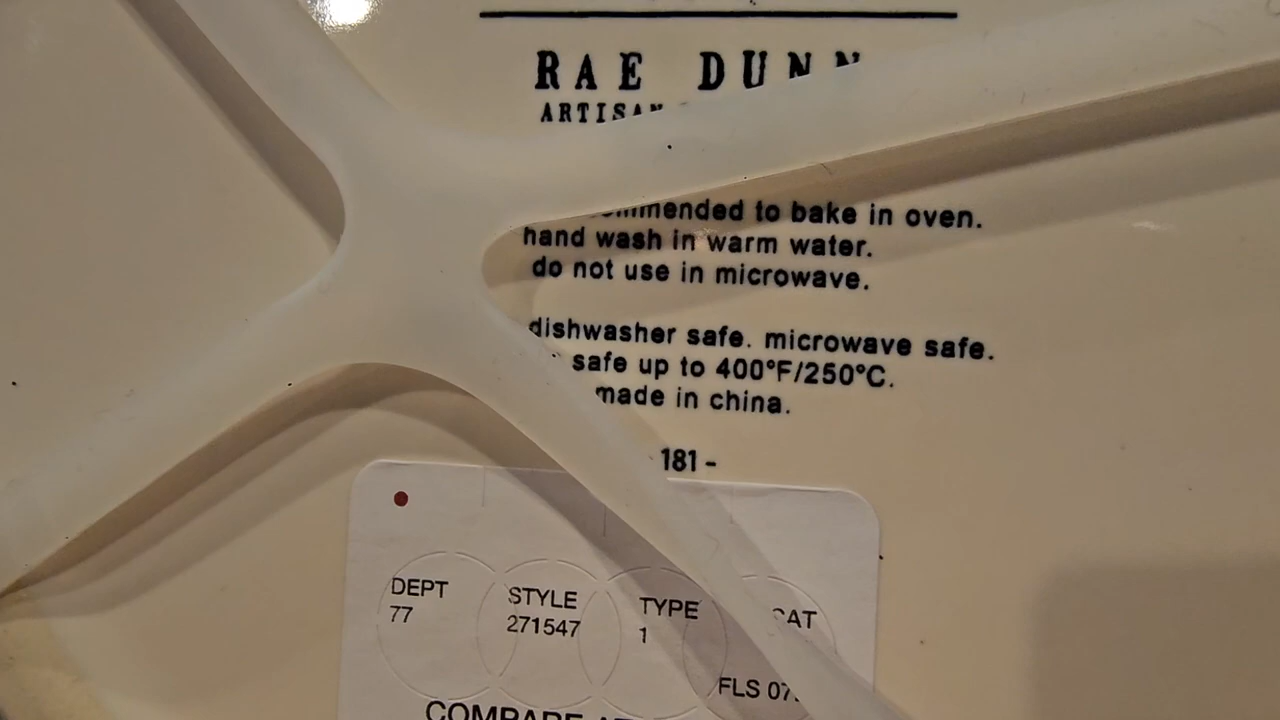 RAE DUNN
ARTISAN
mmended to bake in oven.
hand wash in warm water.
do not use in microwave.
dishwasher safe. microwave safe.
safe up to 400°F/250°C.
made in china.
181 -
DEPT STYLE TYPE CAT
77 271547 1
FLS 07
COMPARE AT